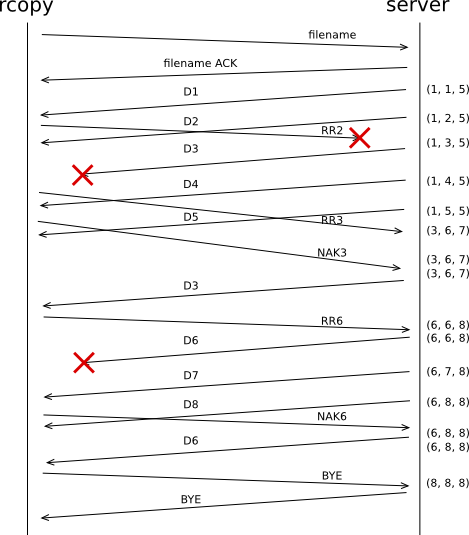 rcopy server
filename
filename ACK
D1 (1, 1, 5)
D2 (1, 2, 5)
RR2
D3 (1, 3, 5)
D4 (1, 4, 5)
D5 (1, 5, 5)
RR3
(3, 6, 7)
NAK3
(3, 6, 7)
(3, 6, 7)
D3
RR6 (6, 6, 8)
D6 (6, 6, 8)
D7 (6, 7, 8)
D8 (6, 8, 8)
NAK6
(6, 8, 8)
D6 (6, 8, 8)
BYE
(8, 8, 8)
BYE